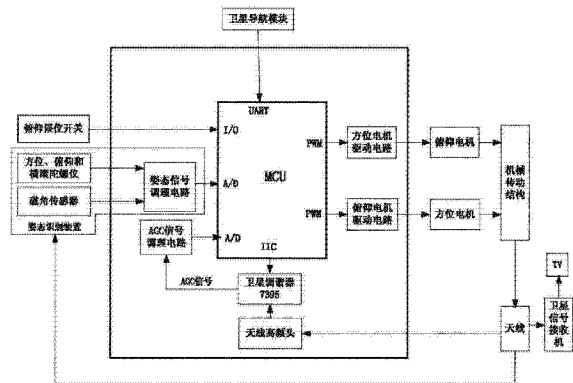 卫星导航模块
UART
俯仰限位开关
I/O
PWM
方位电机
驱动电路
俯仰电机
方位、俯仰和
横滚陀螺仪
姿态信号
调理电路
A/D
MCU
机械
传动
结构
磁角传感器
PWM
俯仰电机
驱动电路
方位电机
姿态识别装置
AGC信号
调理电路
A/D
IIC
TV
AGC信号
卫星调谐器
7395
天线高频头
天线
卫星
信号
接收
机